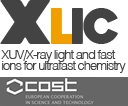 XLIC
XUV/X-ray light and fast
ions for ultrafast chemistry
cost
EUROPEAN COOPERATION
IN SCIENCE AND TECHNOLOGY